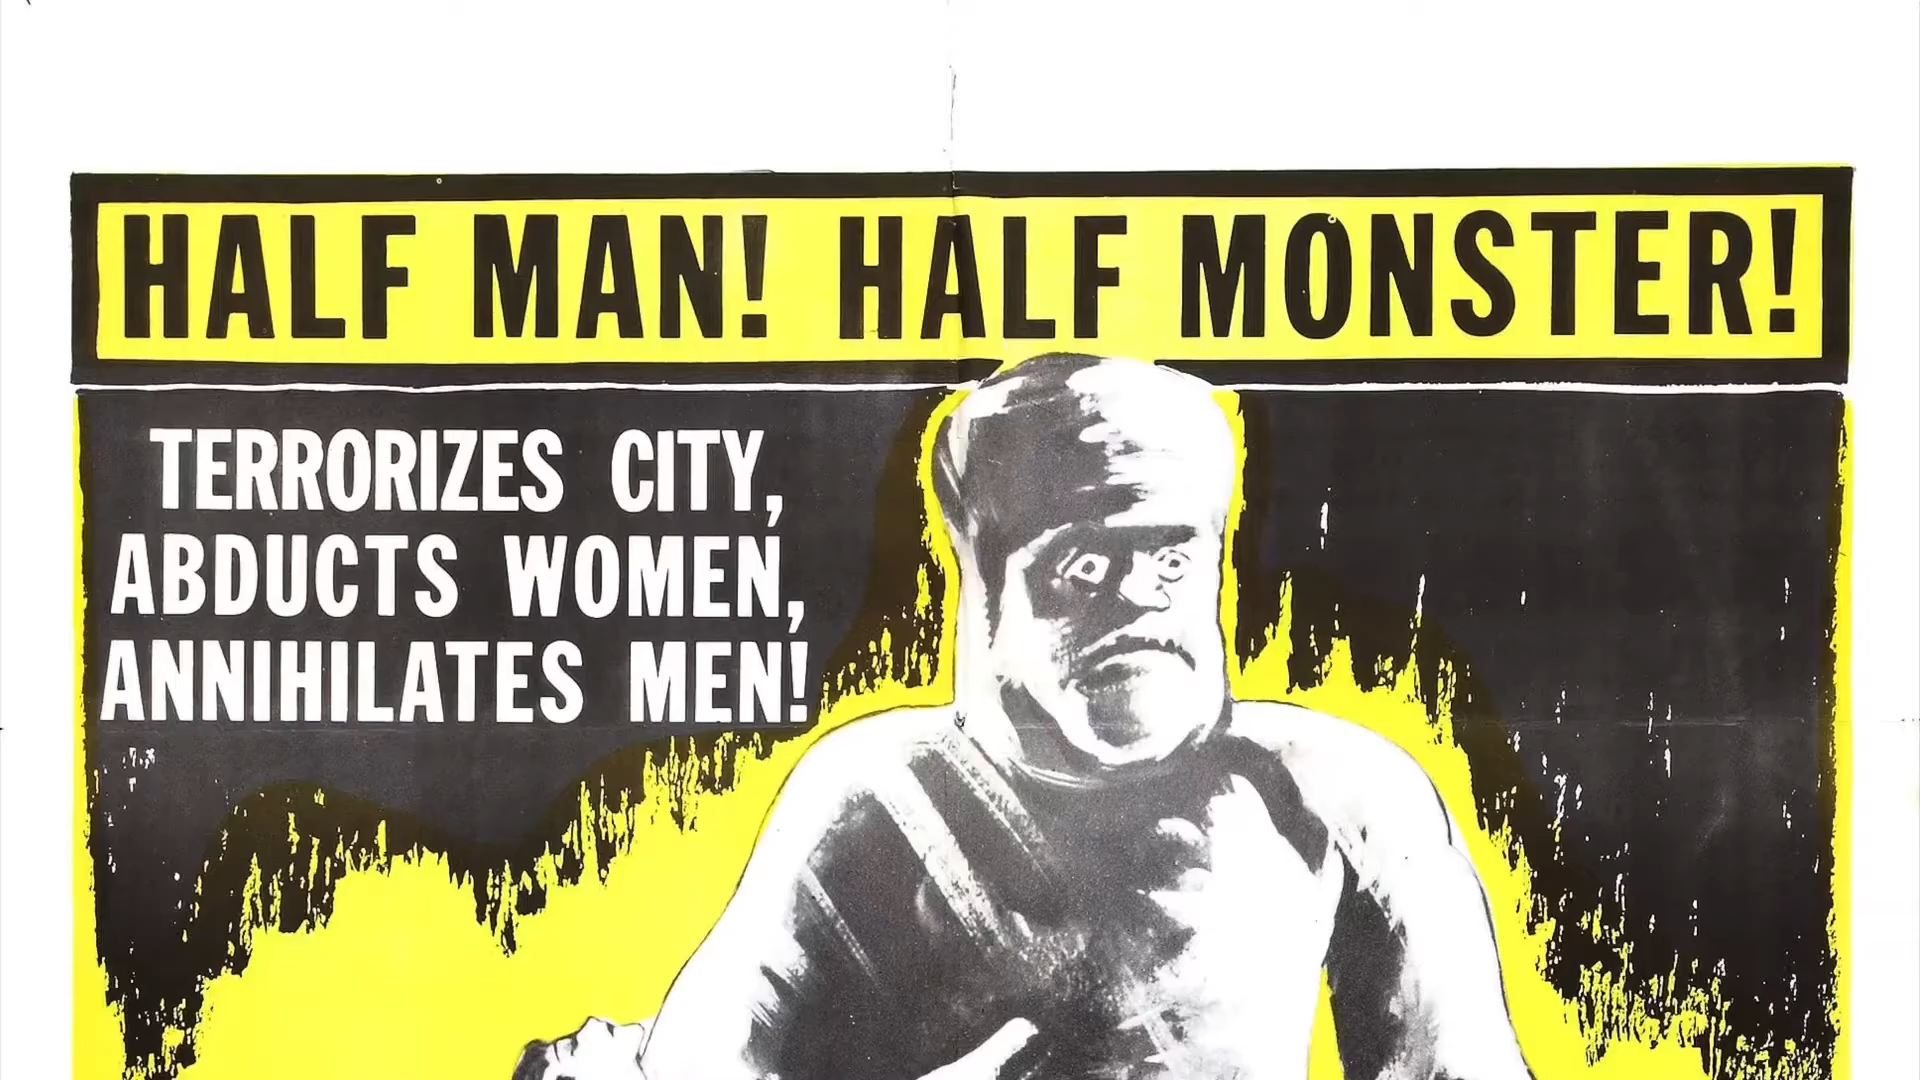 HALF MAN! HALF MONSTER!
TERRORIZES CITY,
ABDUCTS WOMEN,
ANNIHILATES MEN!